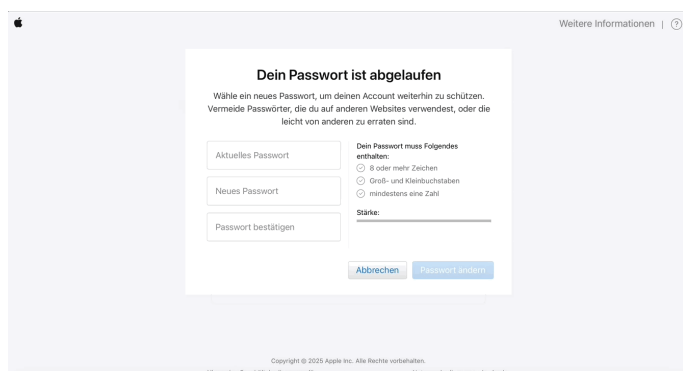 Weitere Informationen | ?
Dein Passwort ist abgelaufen
Wähle ein neues Passwort, um deinen Account weiterhin zu schützen.
Vermeide Passwörter, die du auf anderen Websites verwendest, oder die
leicht von anderen zu erraten sind.
Aktuelles Passwort
Neues Passwort
Passwort bestätigen
Dein Passwort muss Folgendes
enthalten:
8 oder mehr Zeichen
Groß- und Kleinbuchstaben
mindestens eine Zahl
Stärke:
Abbrechen
Passwort ändern
Copyright © 2025 Apple Inc. Alle Rechte vorbehalten.